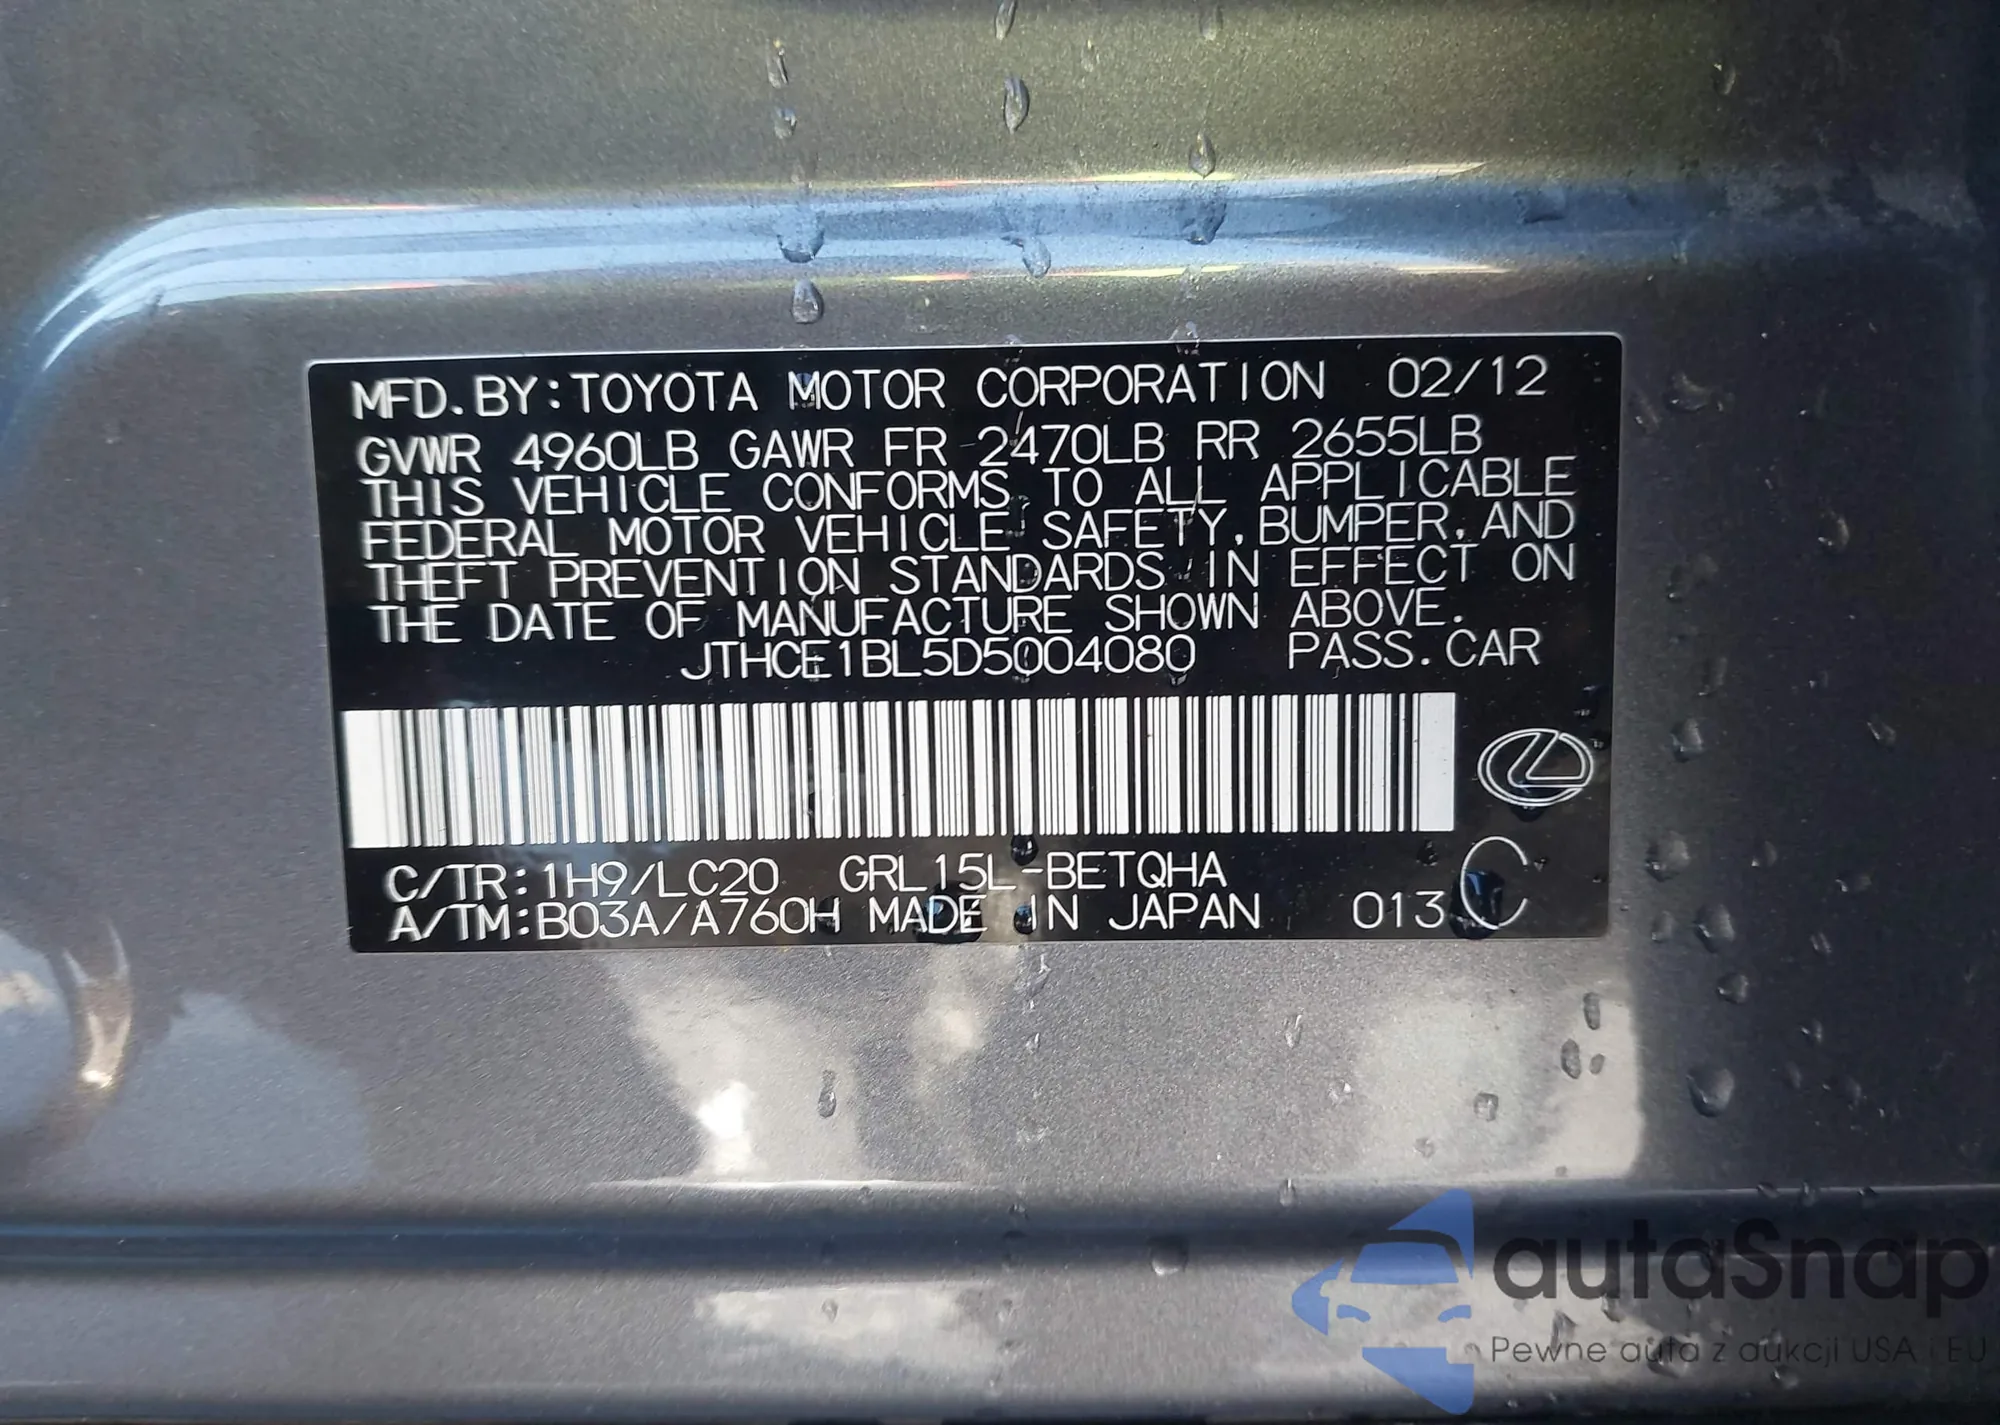 MFD. BY: TOYOTA MOTOR CORPORATION 02/12
GVWR 4960LB GAWR FR 2470LB RR 2655LB
THIS VEHICLE CONFORMS TO ALL APPLICABLE
FEDERAL MOTOR VEHICLE SAFETY, BUMPER, AND
THEFT PREVENTION STANDARDS IN EFFECT ON
THE DATE OF MANUFACTURE SHOWN ABOVE.
JTHCE1BL5D5004080 PASS. CAR
C/TR: 1H9/LC20 GRL15L-BETQHA
A/TM: B03A/A760H MADE IN JAPAN 013 C
autaSnap
Pewne auta z aukcji USA i EU